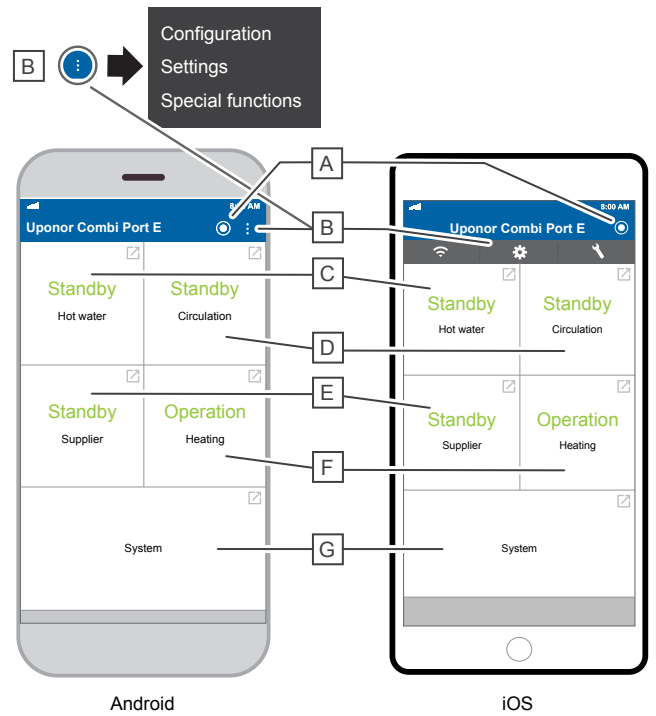 Configuration
B
Settings
Special functions
A
8:00 AM
Uponor Combi Port E
B
8:00 AM
Uponor Combi Port E
Standby
Standby
C
Standby
Standby
Hot water
Circulation
Hot water
Circulation
D
Standby
Operation
E
Standby
Operation
Supplier
Heating
Supplier
Heating
F
System
G
System
Android
iOS